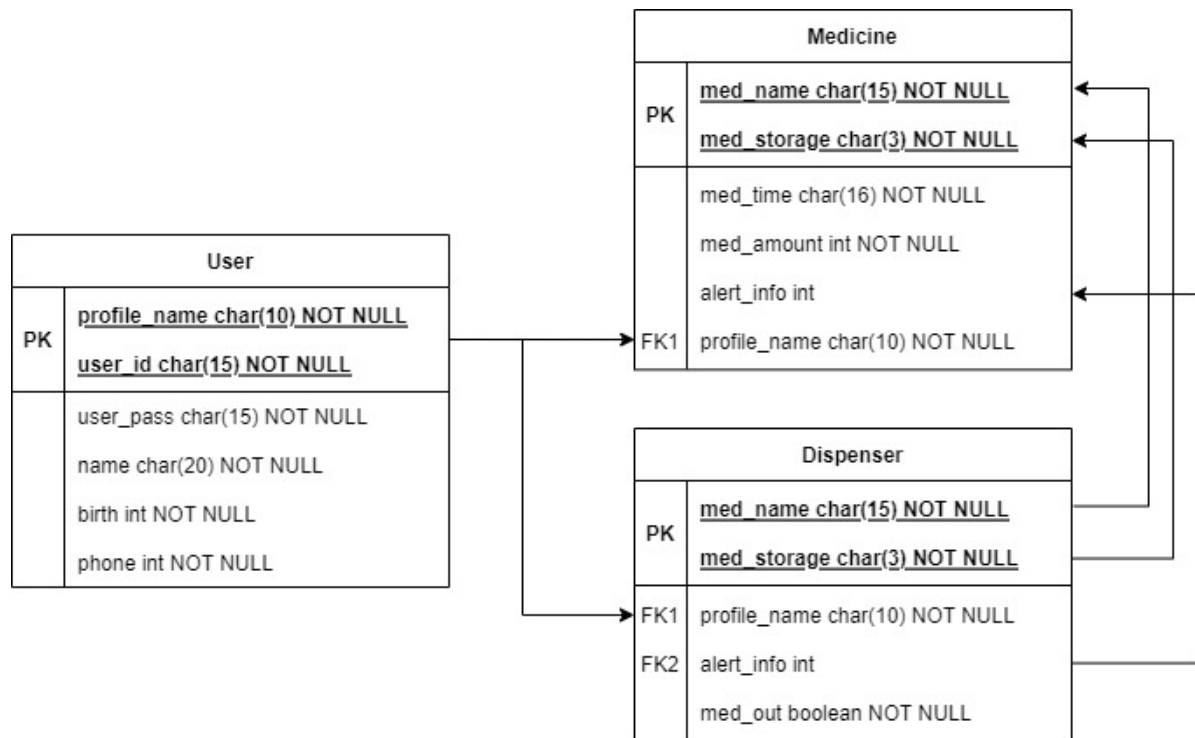 User
PK
profile_name char(10) NOT NULL
user_id char(15) NOT NULL
user_pass char(15) NOT NULL
name char(20) NOT NULL
birth int NOT NULL
phone int NOT NULL
Medicine
PK
med_name char(15) NOT NULL
med_storage char(3) NOT NULL
med_time char(16) NOT NULL
med_amount int NOT NULL
alert_info int
FK1 profile_name char(10) NOT NULL
Dispenser
PK
med_name char(15) NOT NULL
med_storage char(3) NOT NULL
FK1 profile_name char(10) NOT NULL
FK2 alert_info int
med_out boolean NOT NULL